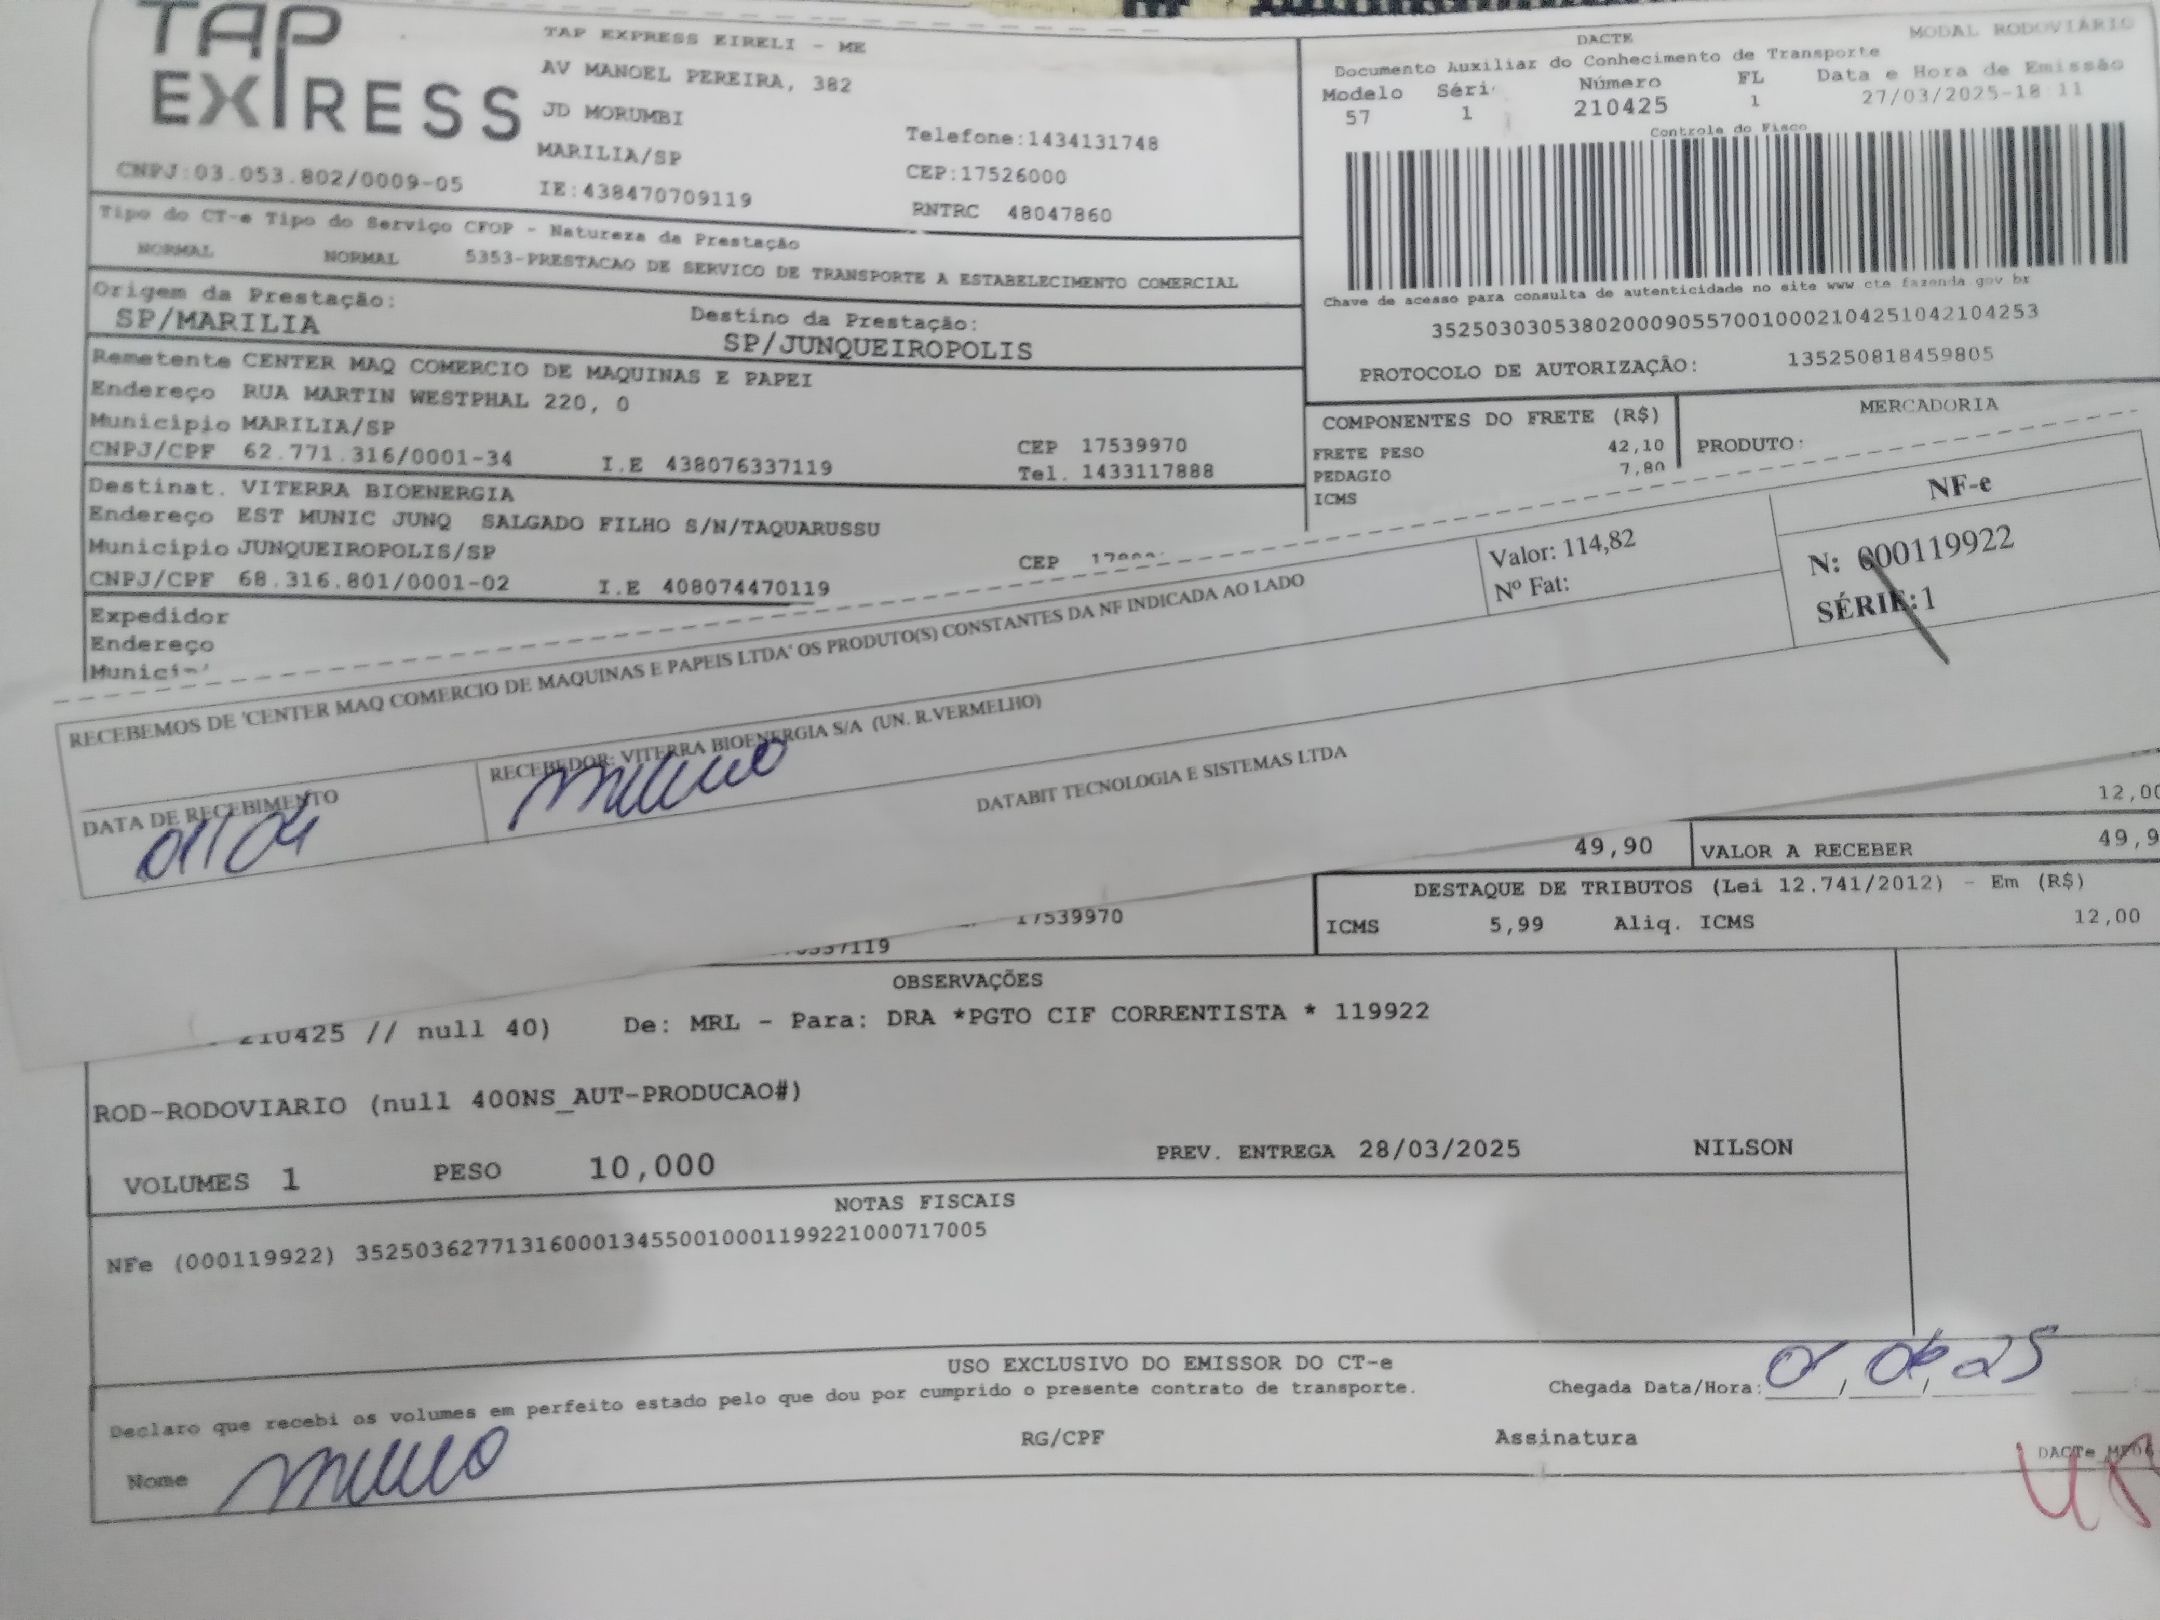 TAP
EXPRESS
CNPJ:03.053.802/0009-05
TAP EXPRESS EIRELI - ME
AV MANOEL PEREIRA, 382
JD MORUMBI
MARILIA/SP
IE:438470709119
Telefone:1434131748
CEP:17526000
RNTRC 48047860
DACTE MODAL RODOVIÁRIO
Documento Auxiliar do Conhecimento de Transporte
Modelo Séri Número FL Data e Hora de Emissão
57 1 210425 1 27/03/2025-18 11
Controle do Fisco
Chave de acesso para consulta de autenticidade no site www cte fazenda gov br
35250303053802000905570010002104251042104253
PROTOCOLO DE AUTORIZAÇÃO: 135250818459805
Tipo do CT-e Tipo do Serviço CFOP - Natureza da Prestação
NORMAL NORMAL 5353-PRESTACAO DE SERVICO DE TRANSPORTE A ESTABELECIMENTO COMERCIAL
Origem da Prestação: Destino da Prestação:
SP/MARILIA SP/JUNQUEIROPOLIS
Remetente CENTER MAQ COMERCIO DE MAQUINAS E PAPEI
Endereço RUA MARTIN WESTPHAL 220, 0
Municipio MARILIA/SP CEP 17539970
CNPJ/CPF 62.771.316/0001-34 I.E 438076337119 Tel. 1433117888
Destinat. VITERRA BIOENERGIA
Endereço EST MUNIC JUNQ SALGADO FILHO S/N/TAQUARUSSU
Municipio JUNQUEIROPOLIS/SP CEP
CNPJ/CPF 68.316.801/0001-02 I.E 408074470119
Expedidor
Endereço
COMPONENTES DO FRETE (R$) MERCADORIA
FRETE PESO 42,10 PRODUTO:
PEDAGIO 7,80
ICMS
RECEBEMOS DE 'CENTER MAQ COMERCIO DE MAQUINAS E PAPEIS LTDA' OS PRODUTO(S) CONSTANTES DA NF INDICADA AO LADO
Valor: 114,82
Nº Fat:
NF-e
N: 000119922
SÉRIE:1
DATA DE RECEBIMENTO
01/04
RECEBEDOR: VITERRA BIOENERGIA S/A (UN. R.VERMELHO)
DATABIT TECNOLOGIA E SISTEMAS LTDA
12,00
49,90 VALOR A RECEBER 49,9
DESTAQUE DE TRIBUTOS (Lei 12.741/2012) - Em (R$)
17539970 ICMS 5,99 Aliq. ICMS 12,00
OBSERVAÇÕES
210425 // null 40) De: MRL - Para: DRA *PGTO CIF CORRENTISTA * 119922
ROD-RODOVIARIO (null 400NS_AUT-PRODUCAO#)
VOLUMES 1 PESO 10,000 PREV. ENTREGA 28/03/2025 NILSON
NOTAS FISCAIS
NFe (000119922) 35250362771316000134550010001199221000717005
USO EXCLUSIVO DO EMISSOR DO CT-e
Declaro que recebi os volumes em perfeito estado pelo que dou por cumprido o presente contrato de transporte. Chegada Data/Hora:
Nome RG/CPF Assinatura